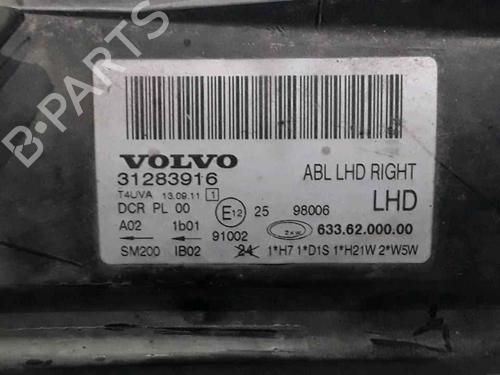 B-PARTS
VOLVO
31283916
ABL LHD RIGHT
T4UVA 13.09.11 1
LHD
DCR PL 00
E12 25 98006
A02 1b01
91002
ZKW 633.62.000.00
SM200 IB02
24 1*H7 1*D1S 1*H21W 2*W5W